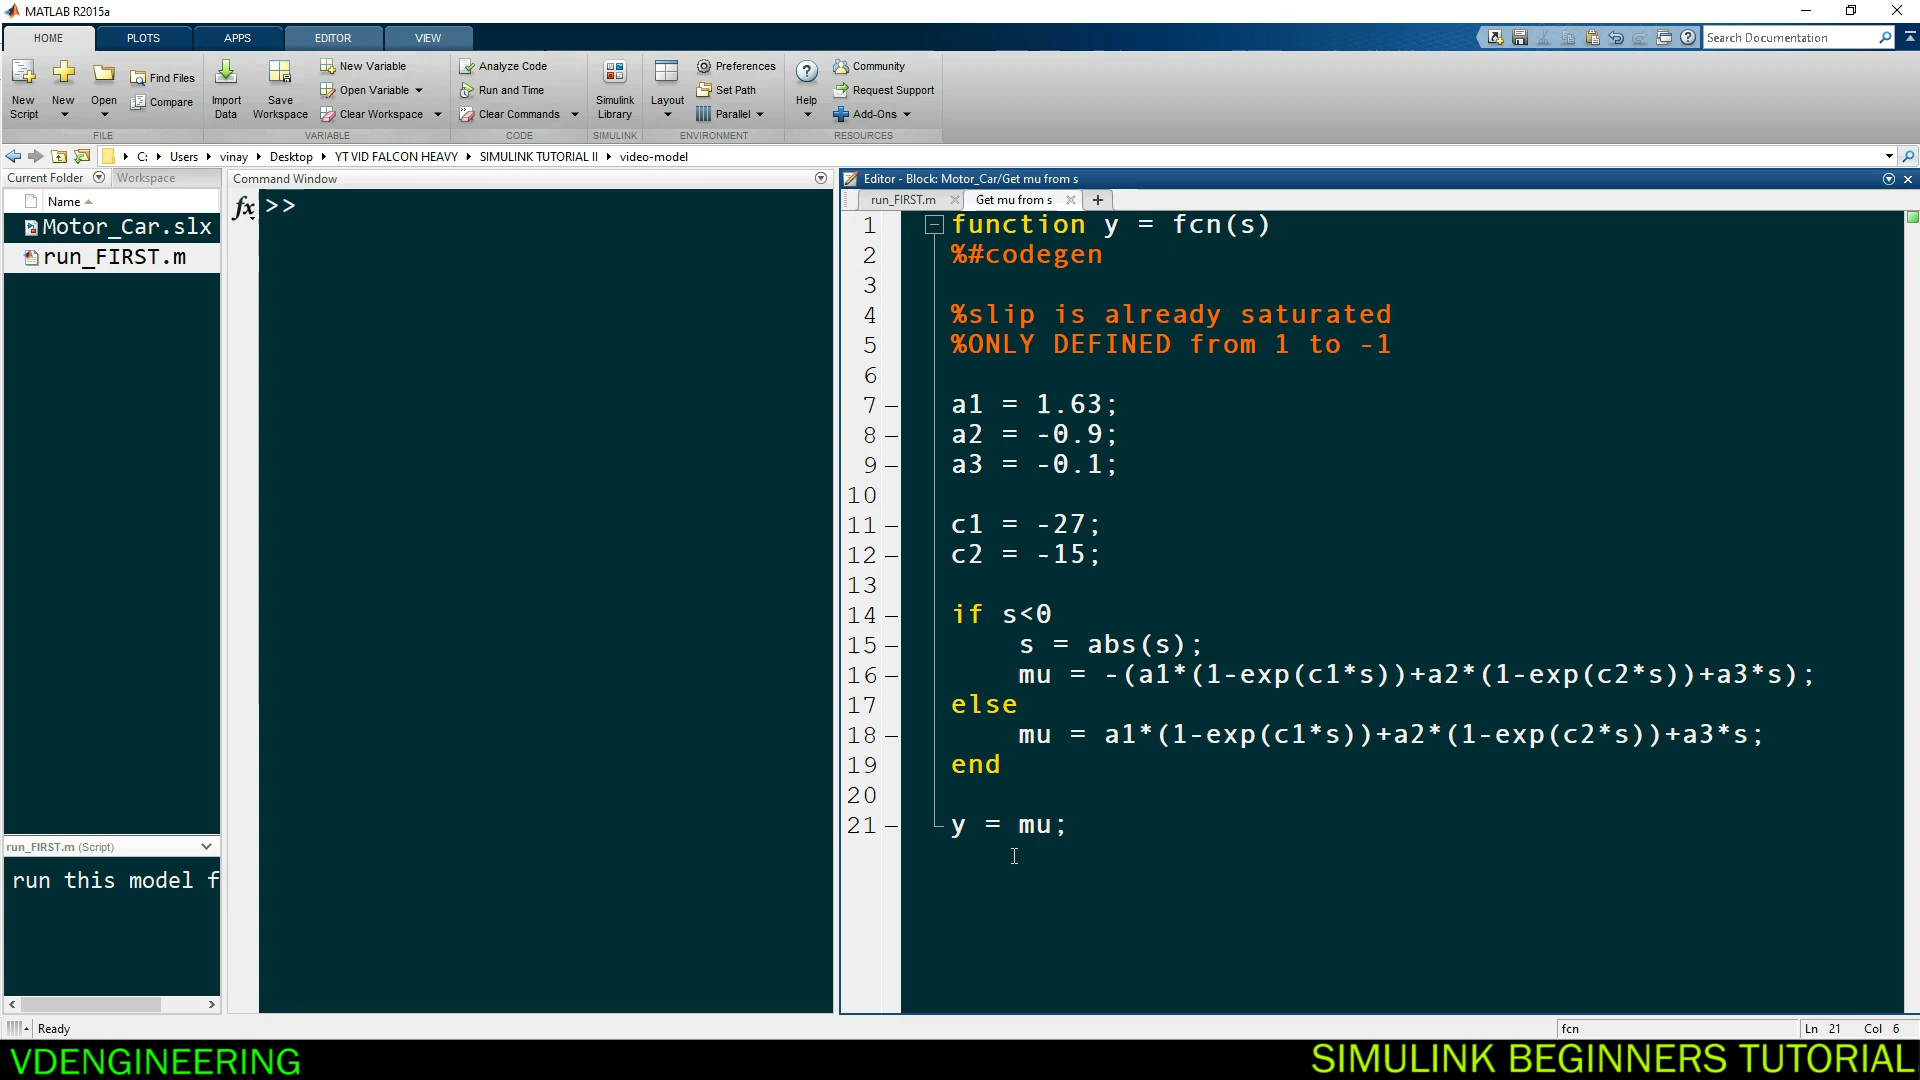 MATLAB R2015a
HOME PLOTS APPS EDITOR VIEW
Search Documentation
New Script
New
Open
Find Files
Compare
FILE
Import Data
Save Workspace
New Variable
Open Variable
Clear Workspace
VARIABLE
Analyze Code
Run and Time
Clear Commands
CODE
Simulink Library
SIMULINK
Layout
Preferences
Set Path
Parallel
ENVIRONMENT
Help
Community
Request Support
Add-Ons
RESOURCES
C: Users vinay Desktop YT VID FALCON HEAVY SIMULINK TUTORIAL II video-model
Current Folder Workspace
Name
Motor_Car.slx
run_FIRST.m
run_FIRST.m (Script)
run this model f
Command Window
fx >>
Editor - Block: Motor_Car/Get mu from s
run_FIRST.m Get mu from s
1 function y = fcn(s)
2 %#codegen
3
4 %slip is already saturated
5 %ONLY DEFINED from 1 to -1
6
7 a1 = 1.63;
8 a2 = -0.9;
9 a3 = -0.1;
10
11 c1 = -27;
12 c2 = -15;
13
14 if s<0
15 s = abs(s);
16 mu = -(a1*(1-exp(c1*s))+a2*(1-exp(c2*s))+a3*s);
17 else
18 mu = a1*(1-exp(c1*s))+a2*(1-exp(c2*s))+a3*s;
19 end
20
21 y = mu;
Ready
fcn
Ln 21 Col 6
VDENGINEERING
SIMULINK BEGINNERS TUTORIAL